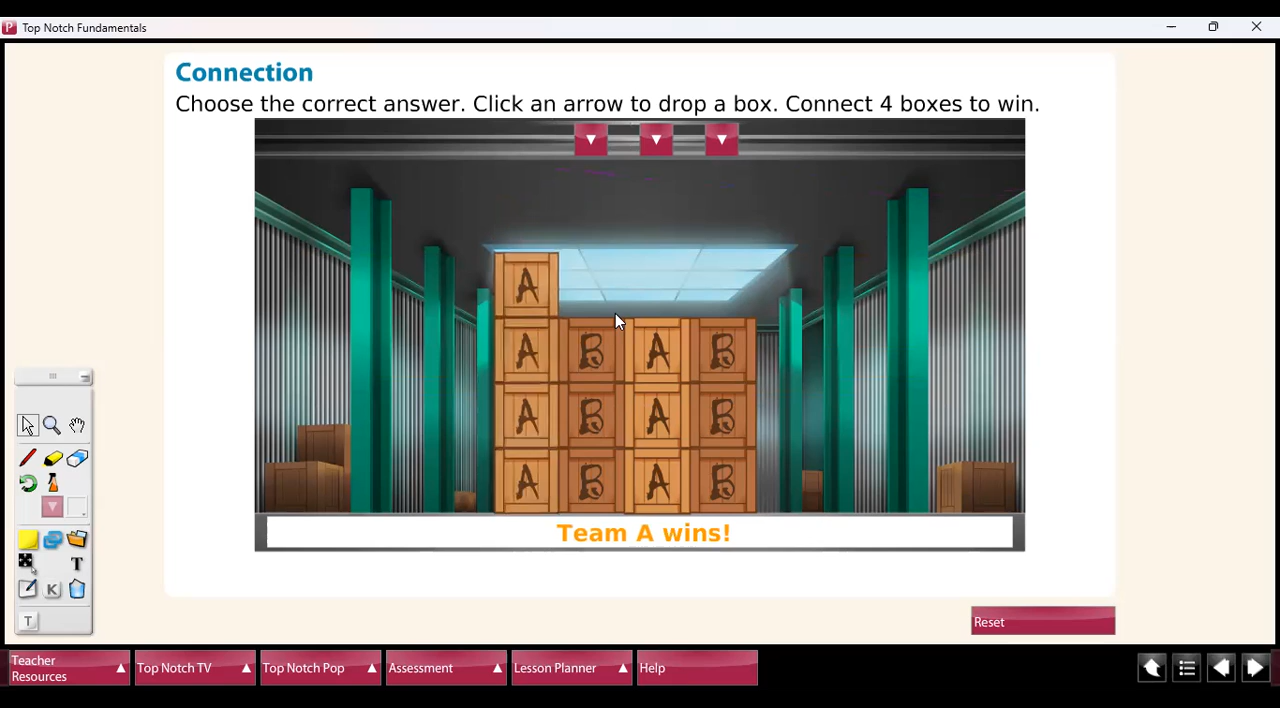 Top Notch Fundamentals
Connection
Choose the correct answer. Click an arrow to drop a box. Connect 4 boxes to win.
A
A B A B
A B A B
A B A B
Team A wins!
T
K
T
Reset
Teacher Resources
Top Notch TV
Top Notch Pop
Assessment
Lesson Planner
Help